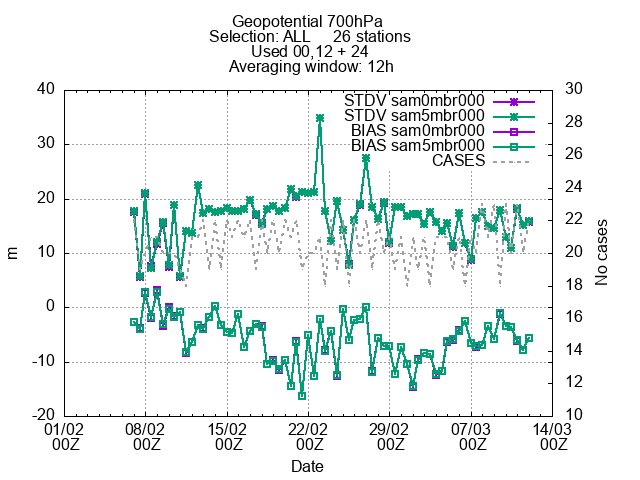 Geopotential 700hPa
Selection: ALL 26 stations
Used 00,12 + 24
Averaging window: 12h
STDV sam0mbr000
STDV sam5mbr000
BIAS sam0mbr000
BIAS sam5mbr000
CASES
40
30
20
10
0
-10
-20
m
30
28
26
24
22
20
18
16
14
12
10
No cases
01/02 08/02 15/02 22/02 29/02 07/03 14/03
00Z 00Z 00Z 00Z 00Z 00Z 00Z
Date